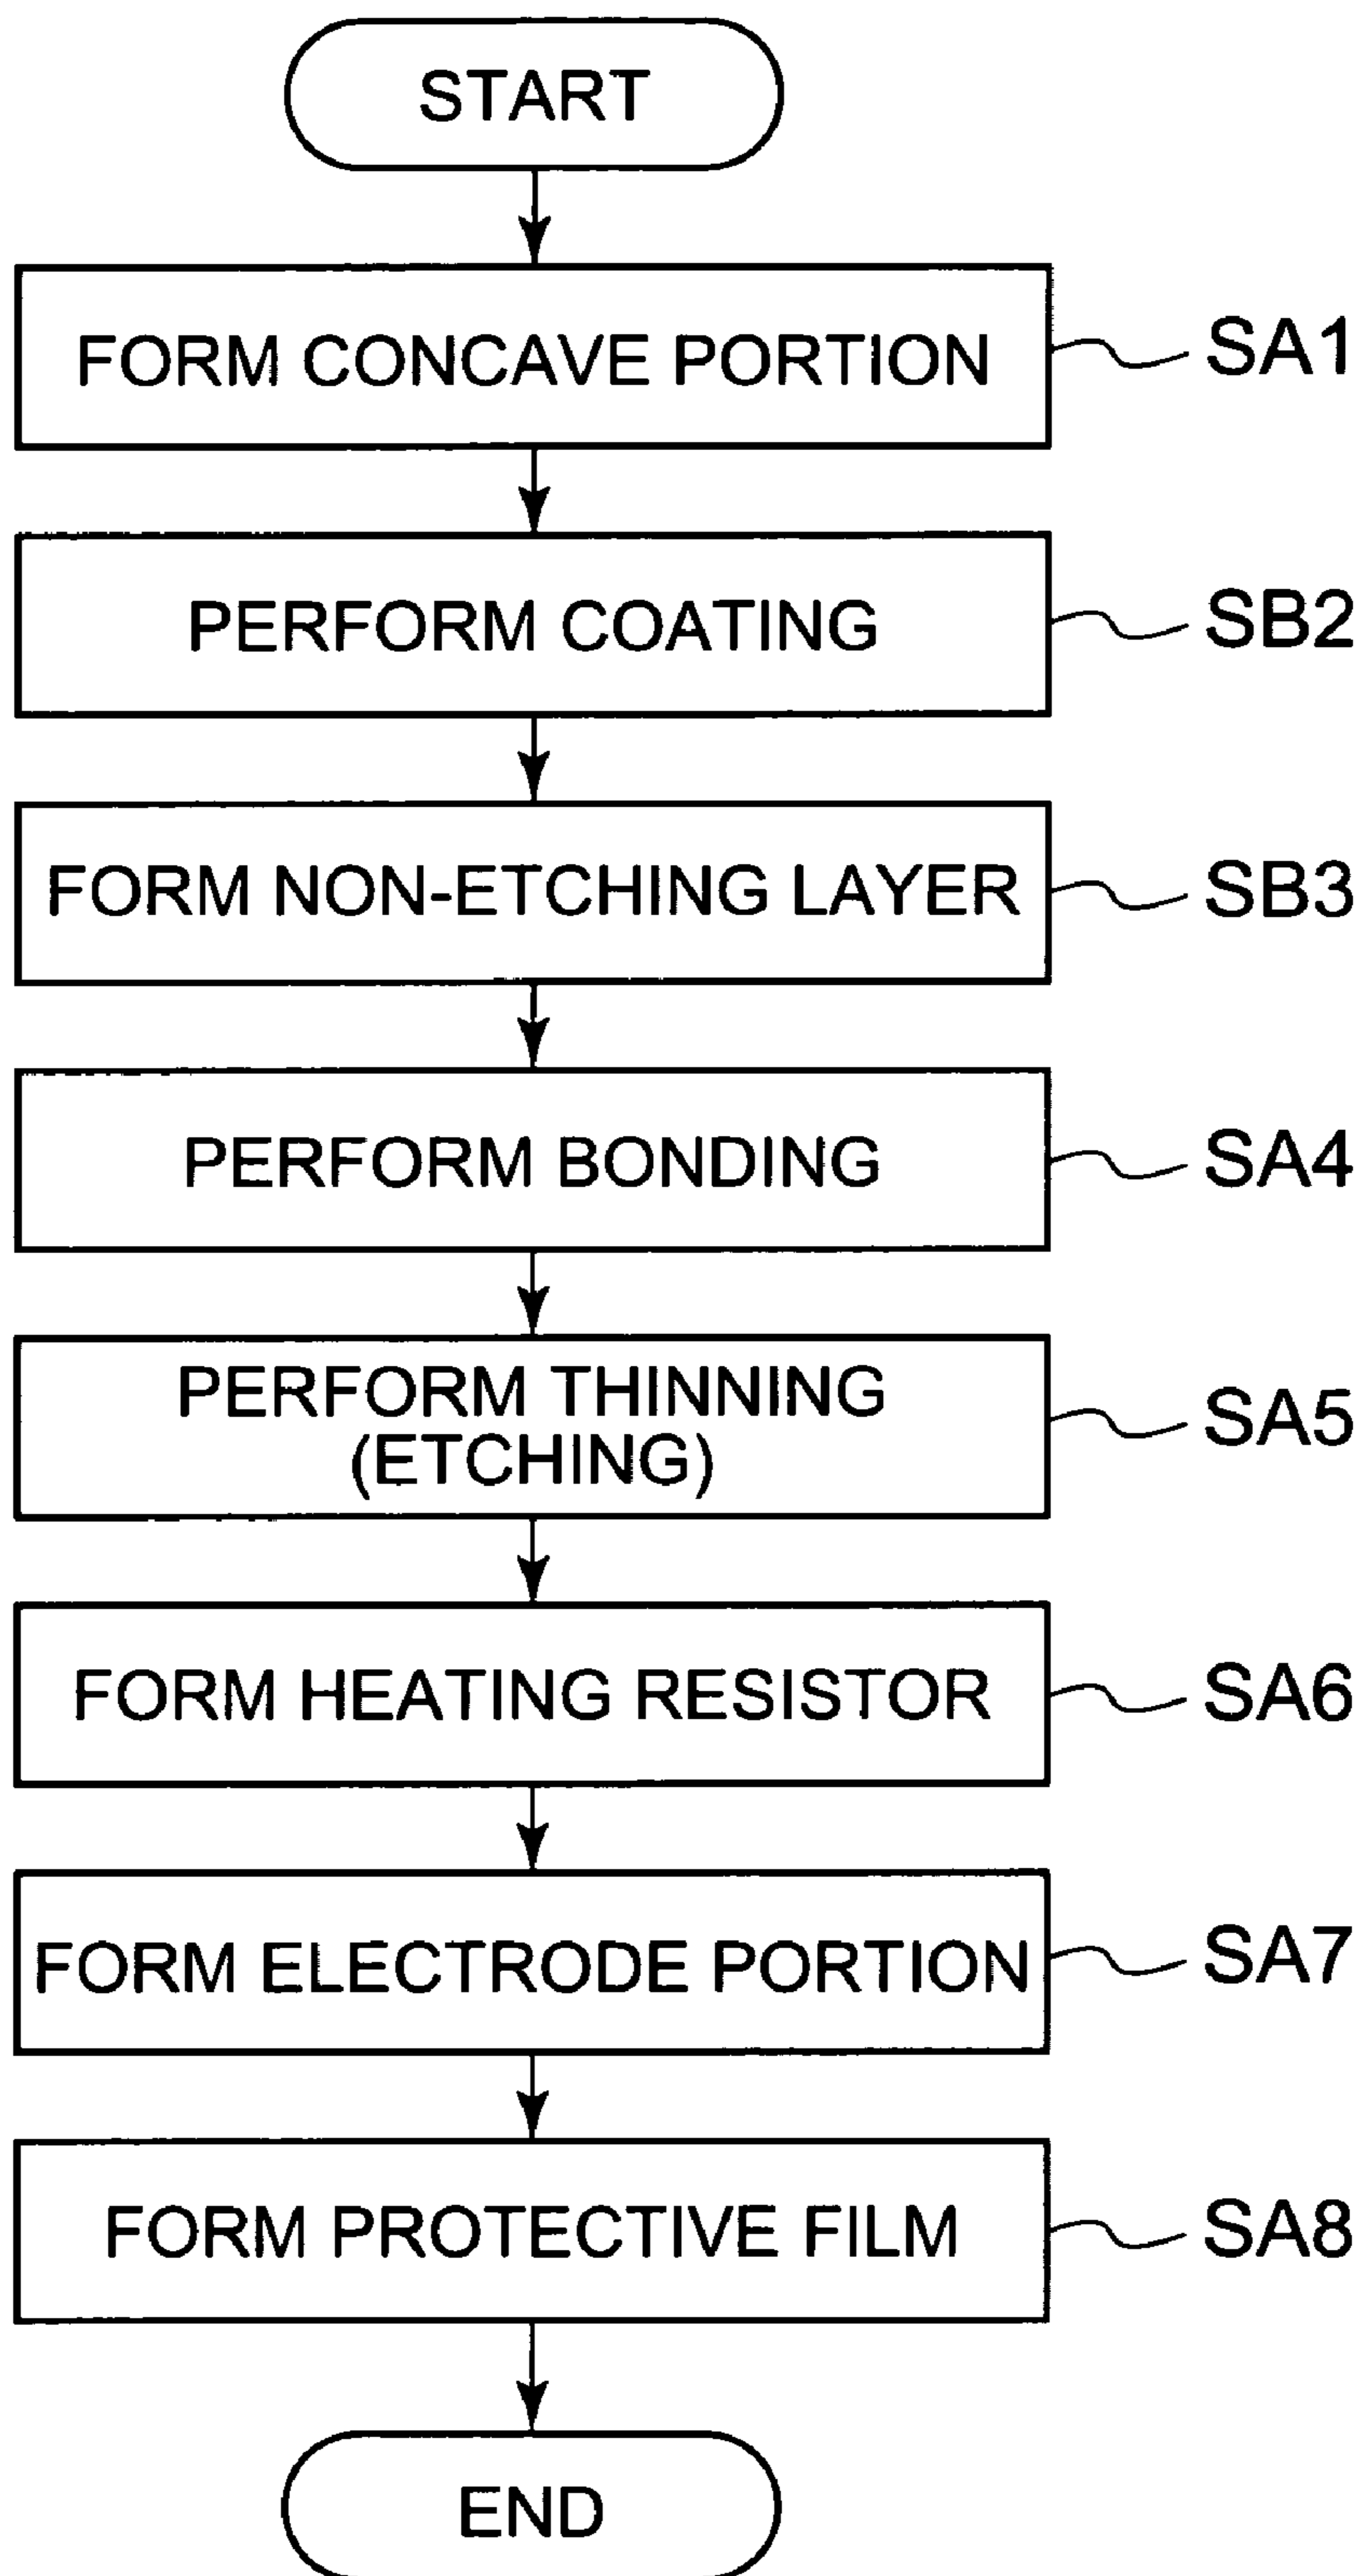 START
FORM CONCAVE PORTION
SA1
PERFORM COATING
SB2
FORM NON-ETCHING LAYER
SB3
PERFORM BONDING
SA4
PERFORM THINNING
(ETCHING)
SA5
FORM HEATING RESISTOR
SA6
FORM ELECTRODE PORTION
SA7
FORM PROTECTIVE FILM
SA8
END